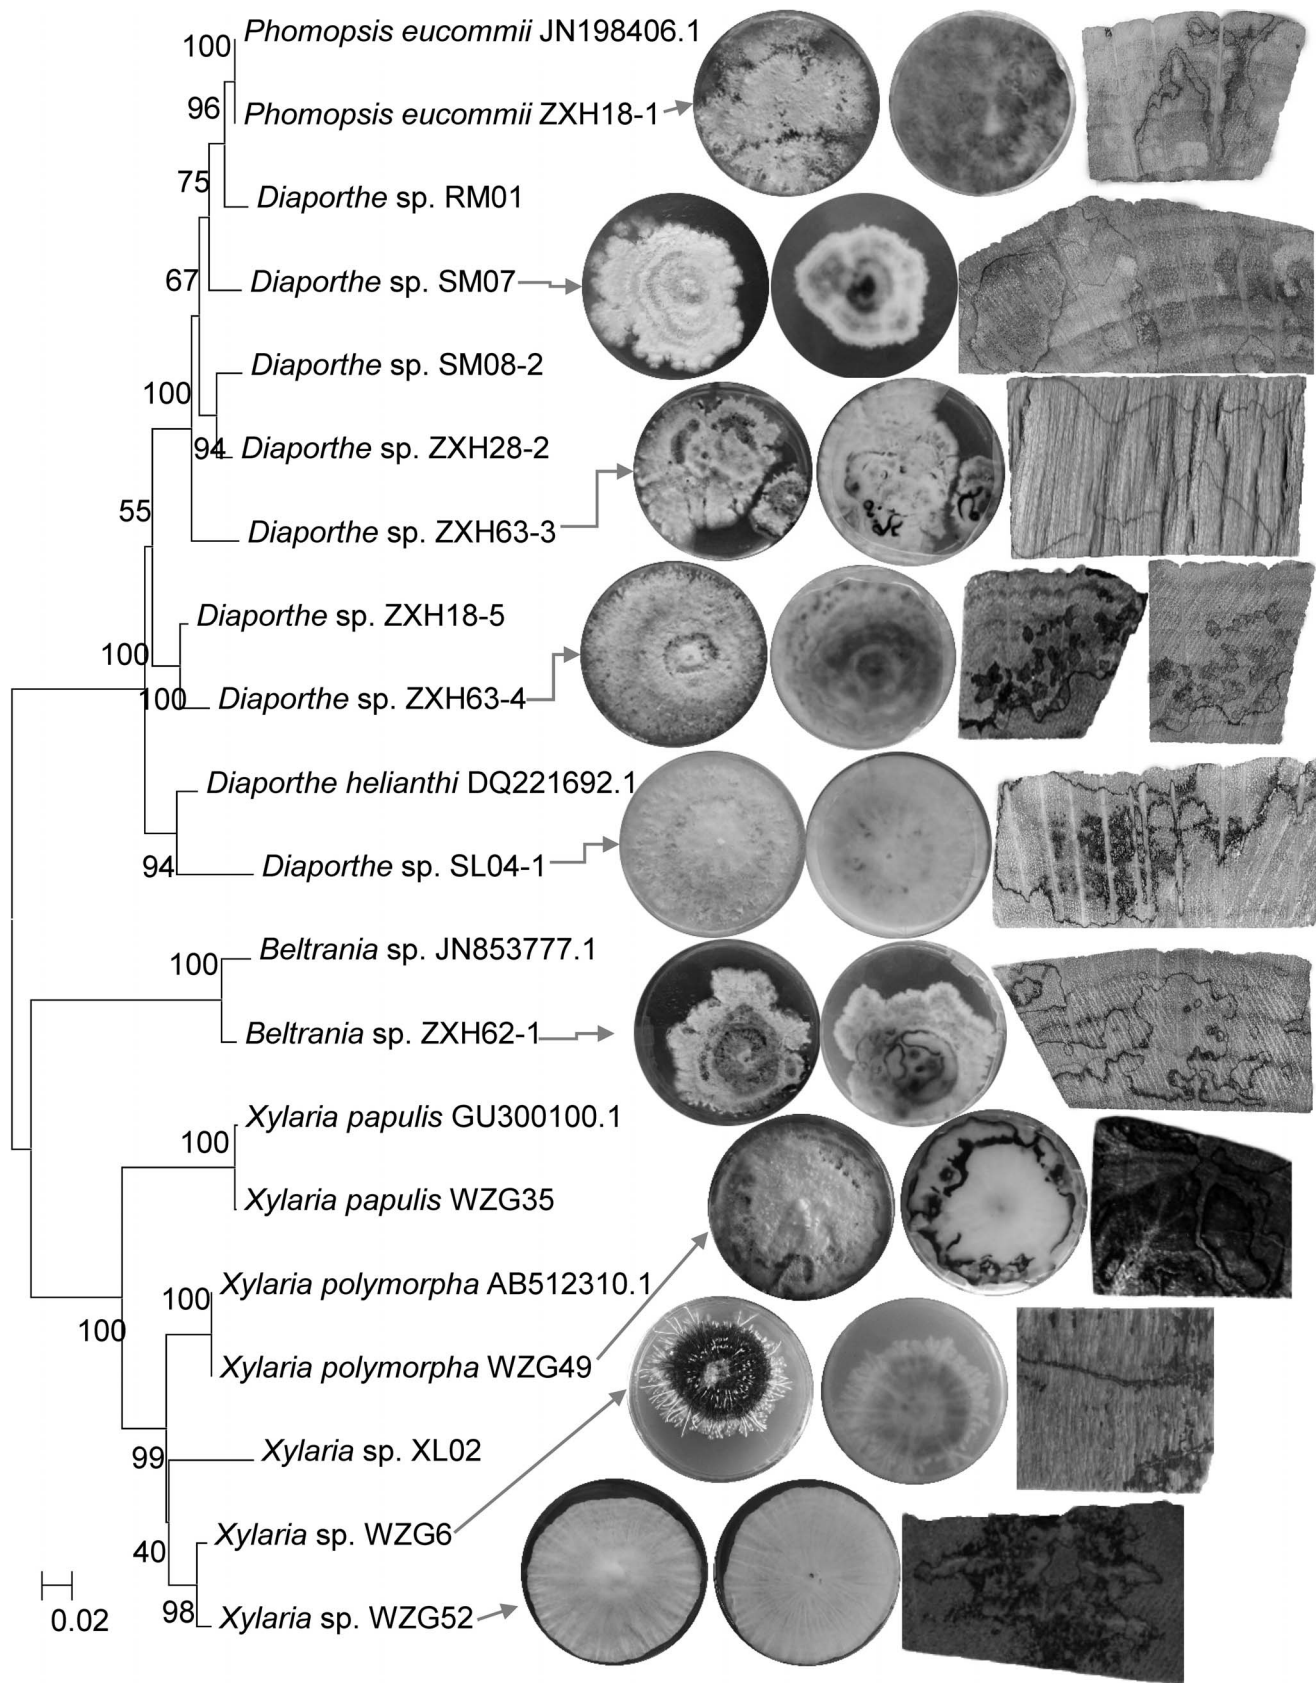 Phomopsis eucommii JN198406.1
100
96
Phomopsis eucommii ZXH18-1
75
Diaporthe sp. RM01
67
Diaporthe sp. SM07
Diaporthe sp. SM08-2
100
94
Diaporthe sp. ZXH28-2
55
Diaporthe sp. ZXH63-3
Diaporthe sp. ZXH18-5
100
100
Diaporthe sp. ZXH63-4
Diaporthe helianthi DQ221692.1
94
Diaporthe sp. SL04-1
Beltrania sp. JN853777.1
100
Beltrania sp. ZXH62-1
Xylaria papulis GU300100.1
100
Xylaria papulis WZG35
Xylaria polymorpha AB512310.1
100
100
Xylaria polymorpha WZG49
99
Xylaria sp. XL02
Xylaria sp. WZG6
40
98
Xylaria sp. WZG52
0.02